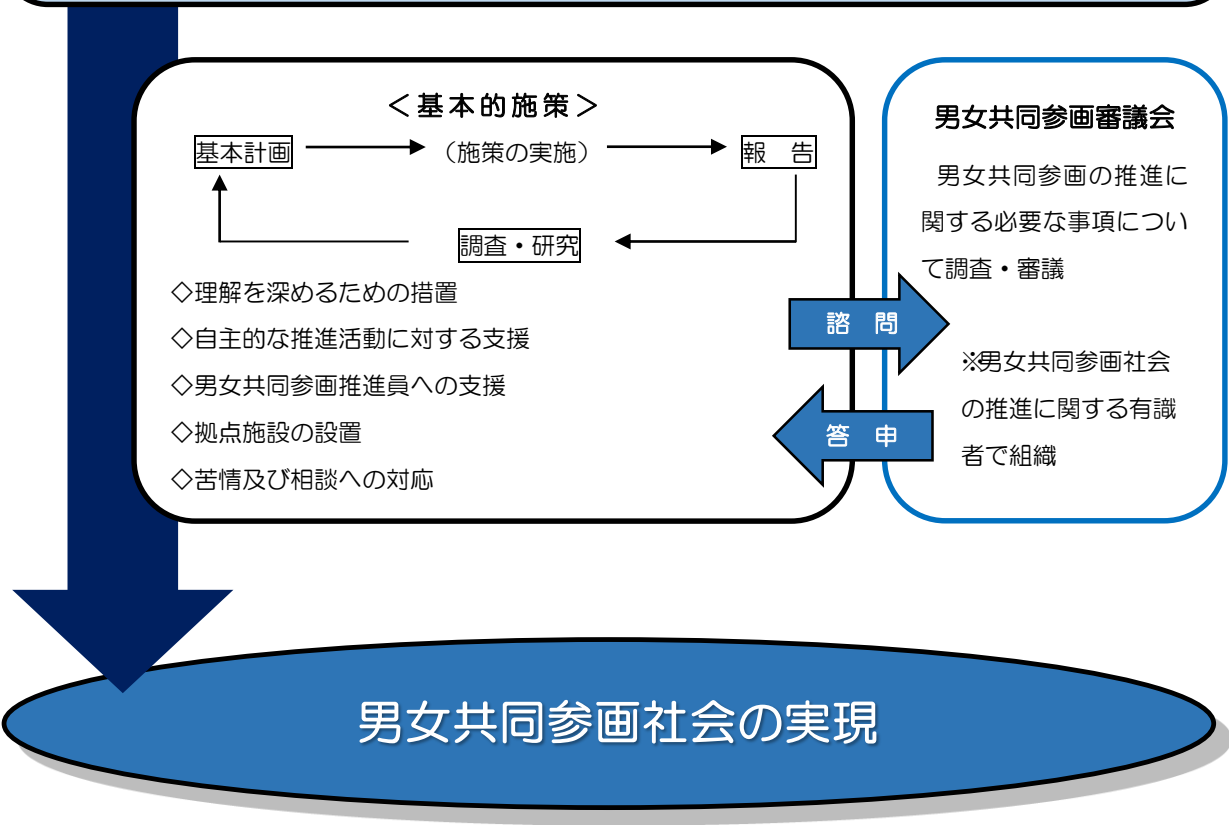 ＜基本的施策＞
基本計画
（施策の実施）
報　告
調査・研究
◇理解を深めるための措置
◇自主的な推進活動に対する支援
◇男女共同参画推進員への支援
◇拠点施設の設置
◇苦情及び相談への対応
諮　問
答　申
男女共同参画審議会
男女共同参画の推進に
関する必要な事項につい
て調査・審議
※男女共同参画社会
の推進に関する有識
者で組織
男女共同参画社会の実現